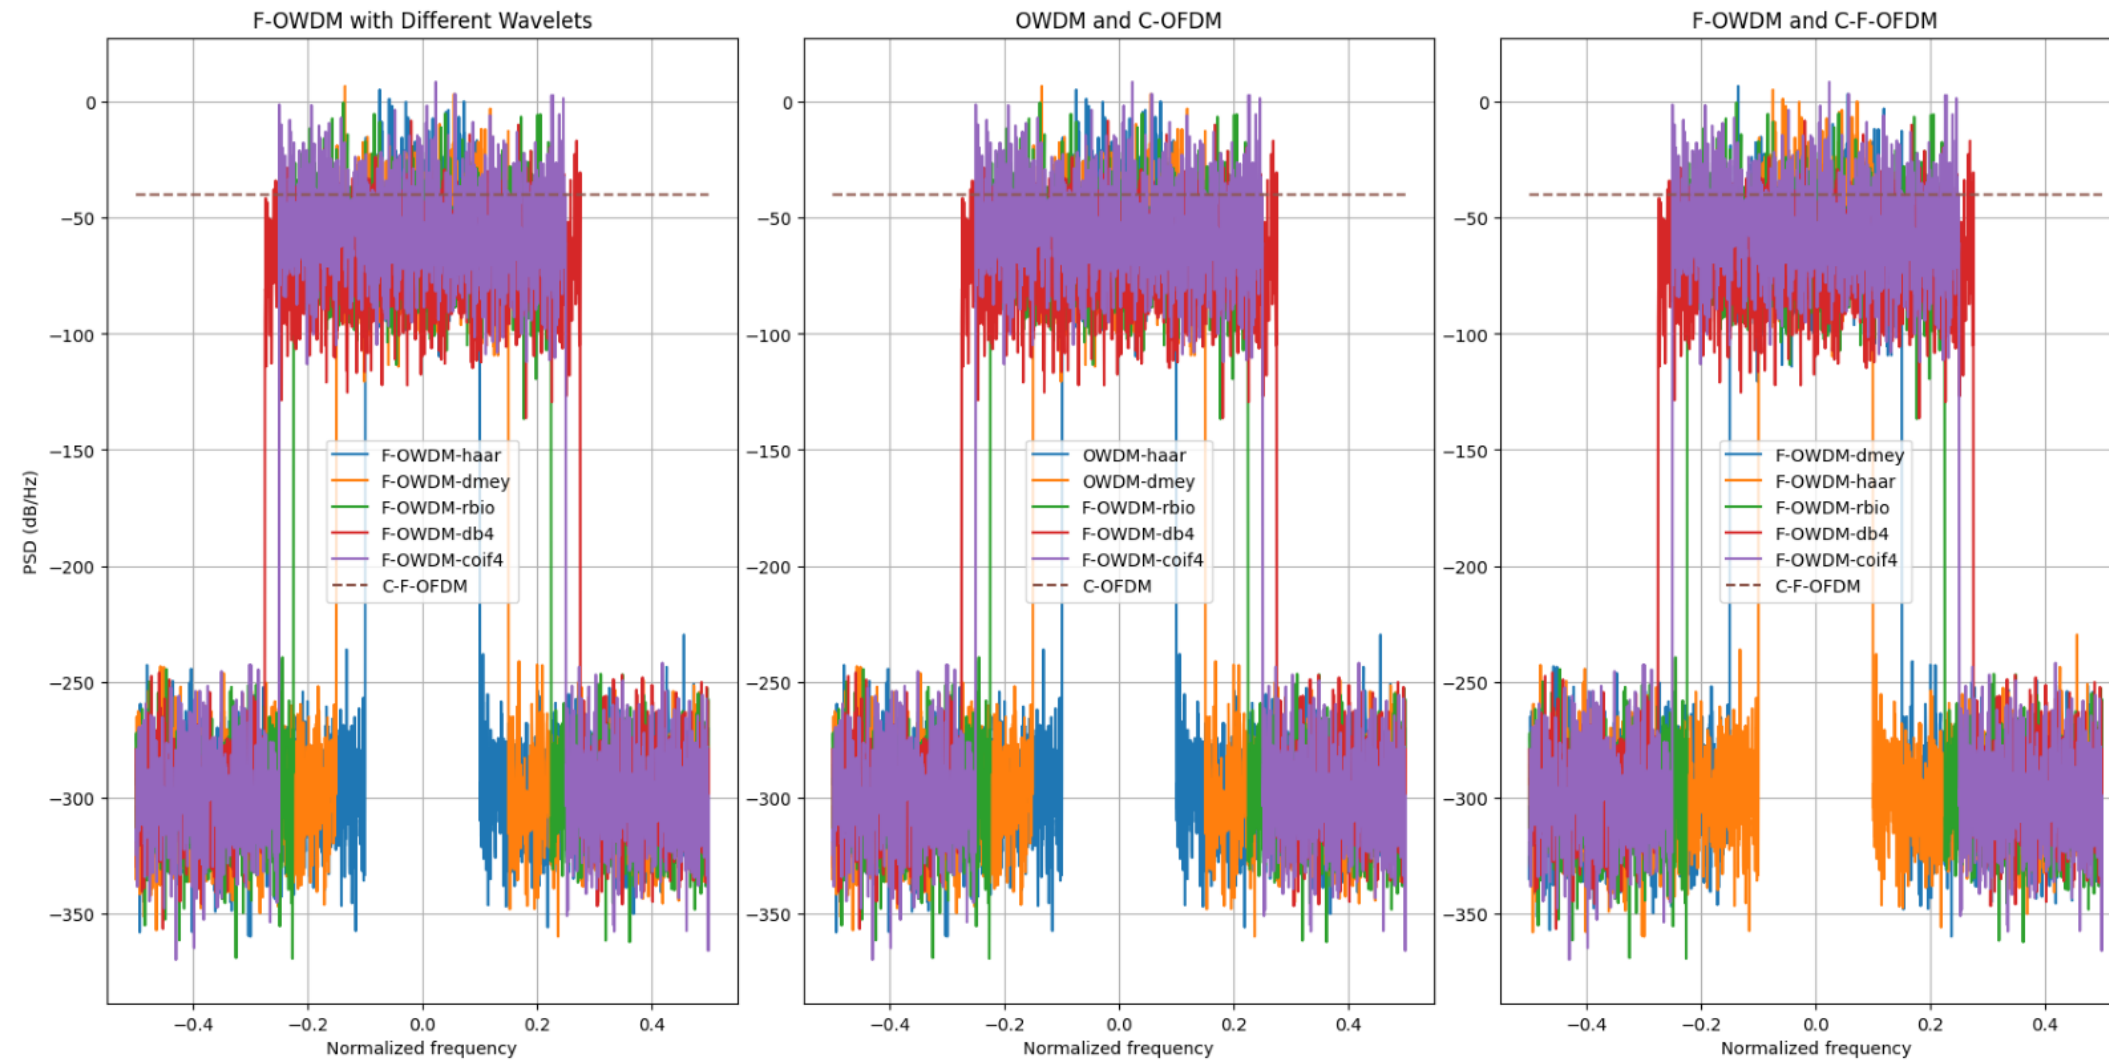 F-OWDM with Different Wavelets
PSD (dB/Hz)
0
−50
−100
−150
−200
−250
−300
−350
F-OWDM-haar
F-OWDM-dmey
F-OWDM-rbio
F-OWDM-db4
F-OWDM-coif4
C-F-OFDM
−0.4 −0.2 0.0 0.2 0.4
Normalized frequency
OWDM and C-OFDM
0
−50
−100
−150
−200
−250
−300
−350
OWDM-haar
OWDM-dmey
F-OWDM-rbio
F-OWDM-db4
F-OWDM-coif4
C-OFDM
−0.4 −0.2 0.0 0.2 0.4
Normalized frequency
F-OWDM and C-F-OFDM
0
−50
−100
−150
−200
−250
−300
−350
F-OWDM-dmey
F-OWDM-haar
F-OWDM-rbio
F-OWDM-db4
F-OWDM-coif4
C-F-OFDM
−0.4 −0.2 0.0 0.2 0.4
Normalized frequency